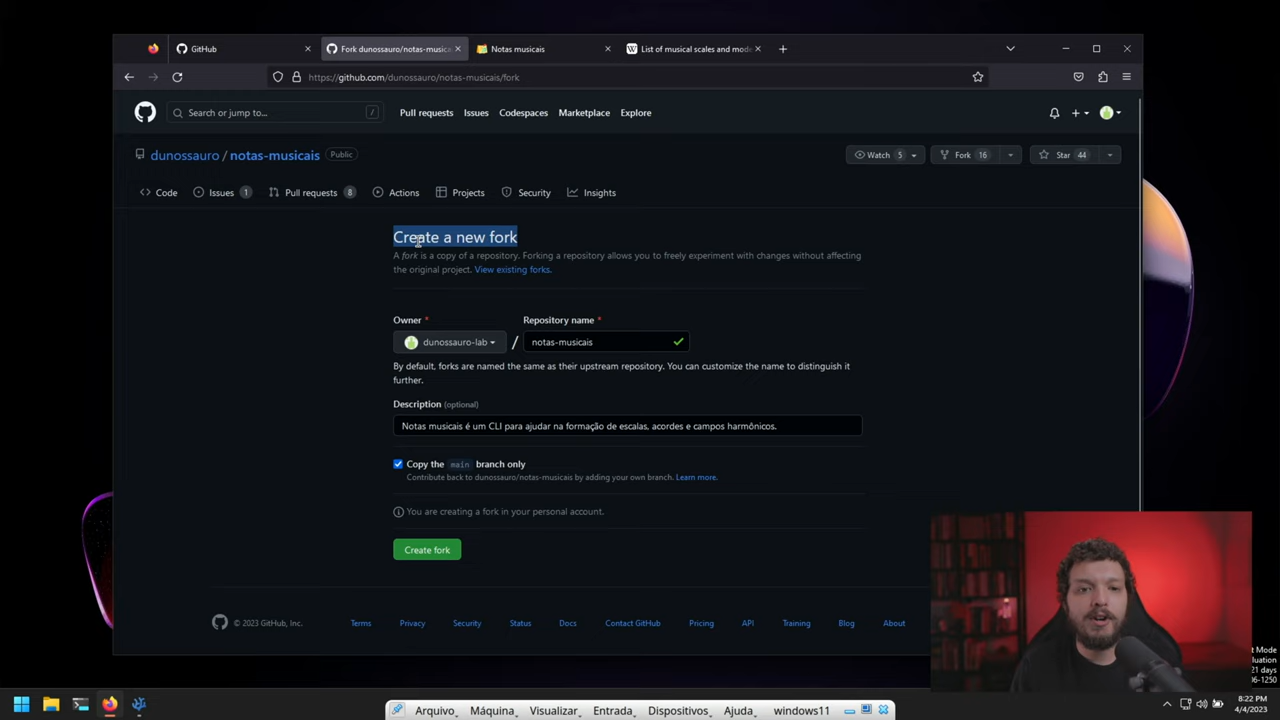 GitHub
Fork dunossauro/notas-musica
Notas musicais
W List of musical scales and mode
https://github.com/dunossauro/notas-musicais/fork
Search or jump to...
/
Pull requests
Issues
Codespaces
Marketplace
Explore
dunossauro / notas-musicais
Public
Watch 5
Fork 16
Star 44
Code
Issues 1
Pull requests 8
Actions
Projects
Security
Insights
Create a new fork
A fork is a copy of a repository. Forking a repository allows you to freely experiment with changes without affecting
the original project. View existing forks.
Owner *
Repository name *
dunossauro-lab
/
notas-musicais
By default, forks are named the same as their upstream repository. You can customize the name to distinguish it
further.
Description (optional)
Notas musicais é um CLI para ajudar na formação de escalas, acordes e campos harmônicos.
Copy the main branch only
Contribute back to dunossauro/notas-musicais by adding your own branch. Learn more.
You are creating a fork in your personal account.
Create fork
© 2023 GitHub, Inc.
Terms
Privacy
Security
Status
Docs
Contact GitHub
Pricing
API
Training
Blog
About
t Mode
luation
21 days
06-1250
8:22 PM
4/4/2023
Arquivo
Máquina
Visualizar
Entrada
Dispositivos
Ajuda
windows11